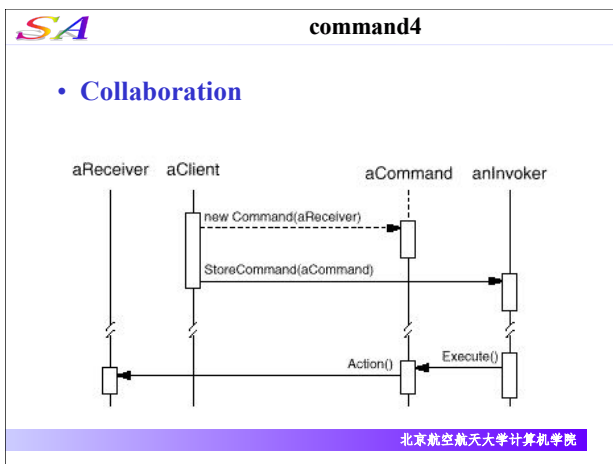 SA
command4
• Collaboration
aReceiver aClient aCommand anInvoker
new Command(aReceiver)
StoreCommand(aCommand)
Action() Execute()
北京航空航天大学计算机学院